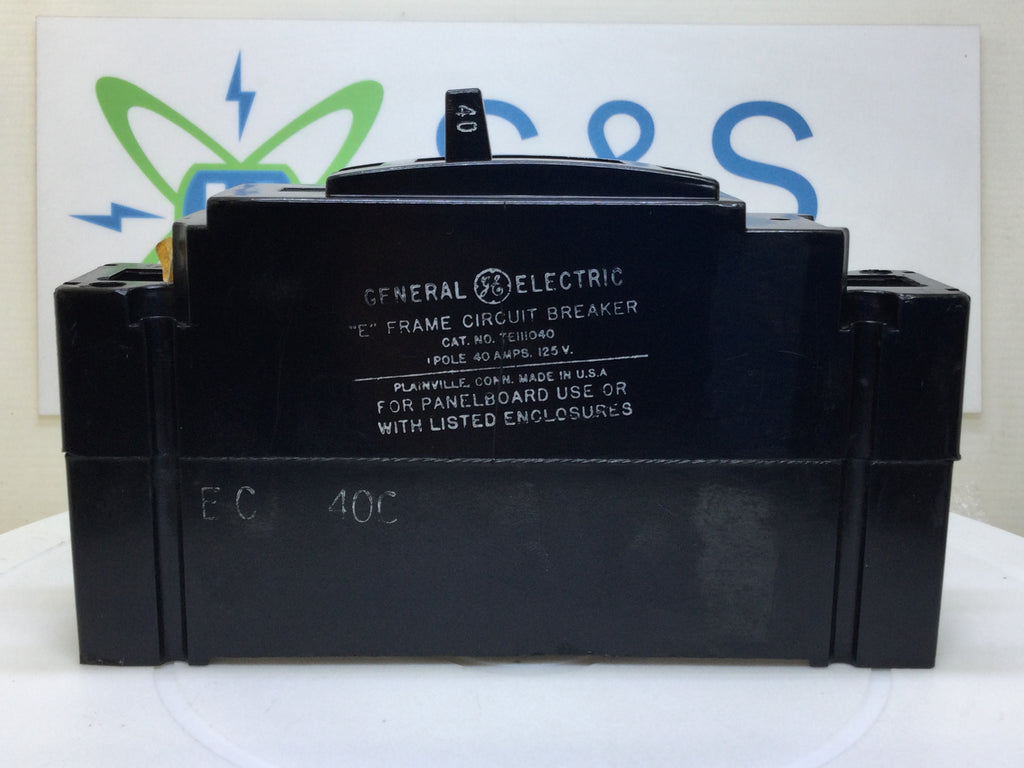 S & S
40
GENERAL GE ELECTRIC
"E" FRAME CIRCUIT BREAKER
CAT. NO. TE111040
1 POLE 40 AMPS. 125 V.
PLAINVILLE, CONN. MADE IN U.S.A
FOR PANELBOARD USE OR
WITH LISTED ENCLOSURES
EC 40C